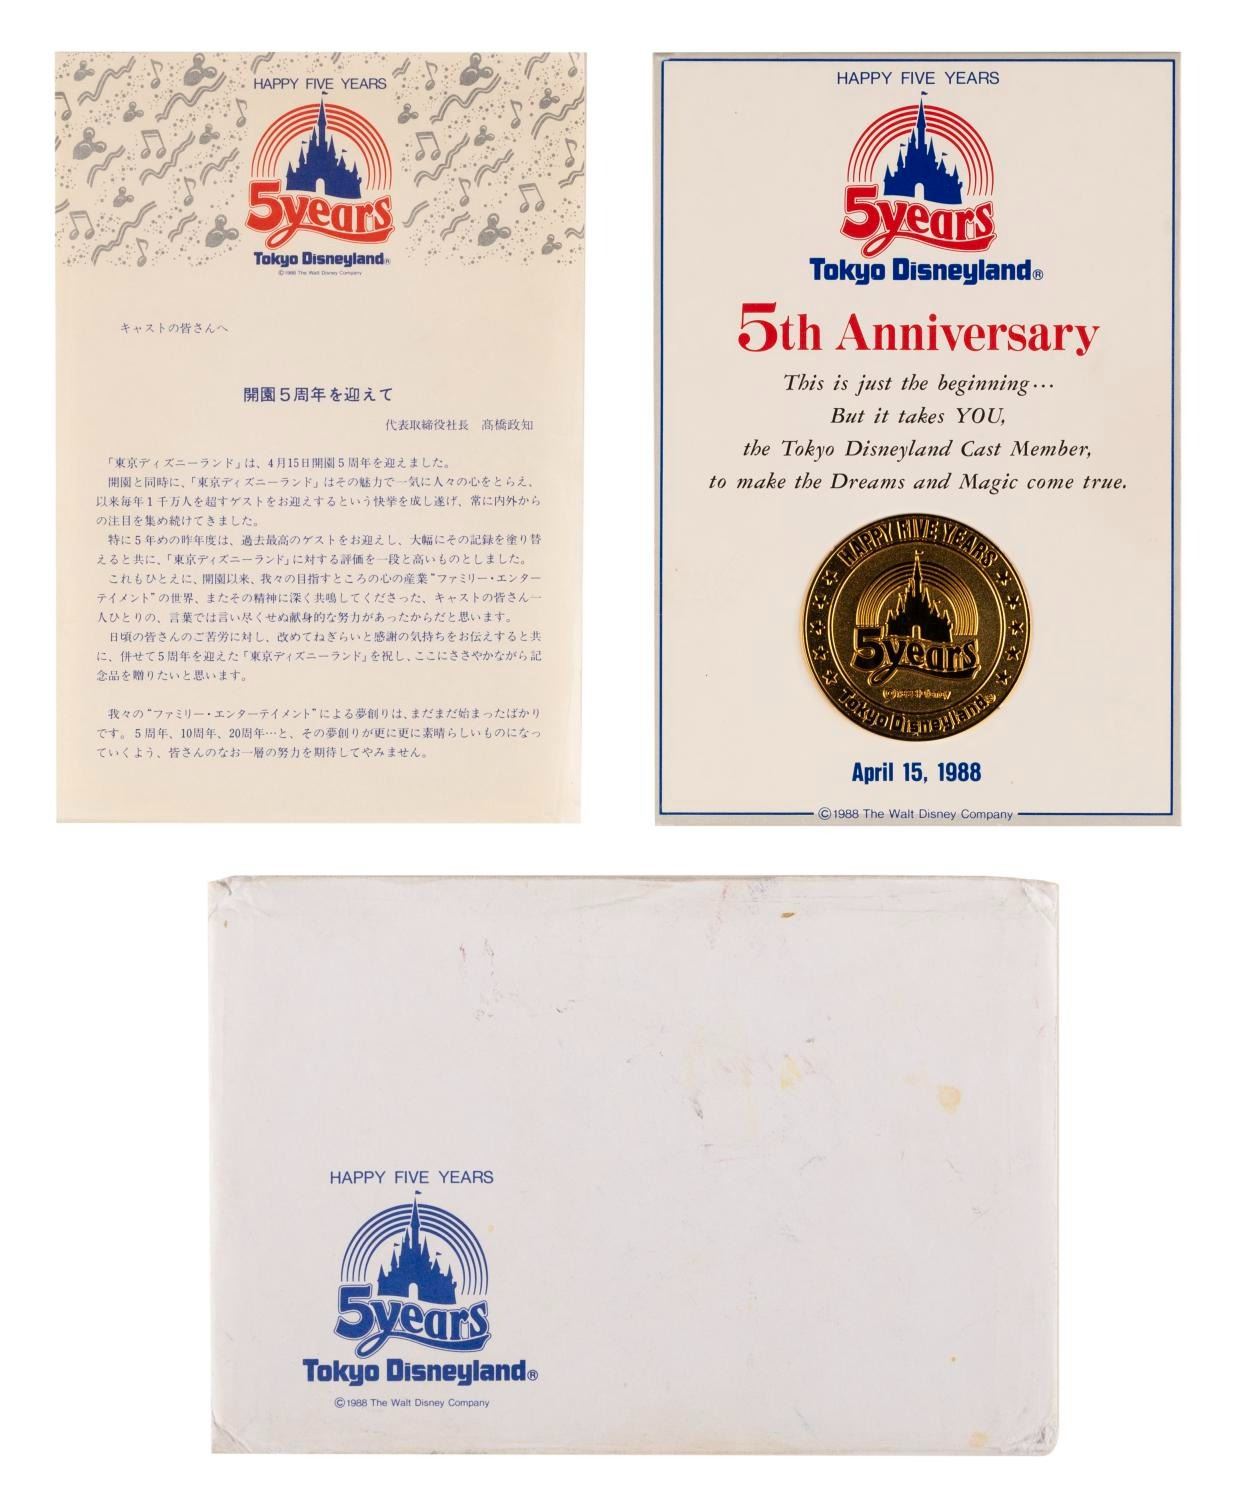 HAPPY FIVE YEARS
5years
Tokyo Disneyland®
©1988 The Walt Disney Company
キャストの皆さんへ
開園5周年を迎えて
代表取締役社長　髙橋政知
「東京ディズニーランド」は、4月15日開園5周年を迎えました。
開園と同時に、「東京ディズニーランド」はその魅力で一気に人々の心をとらえ、
以来毎年1千万人を超すゲストをお迎えするという快挙を成し遂げ、常に内外から
の注目を集め続けてきました。
特に5年めの昨年度は、過去最高のゲストをお迎えし、大幅にその記録を塗り替
えると共に、「東京ディズニーランド」に対する評価を一段と高いものとしました。
これもひとえに、開園以来、我々の目指すところの心の産業"ファミリー・エンター
テイメント"の世界、またその精神に深く共鳴してくださった、キャストの皆さん一
人ひとりの、言葉では言い尽くせぬ献身的な努力があったからだと思います。
日頃の皆さんのご苦労に対し、改めてねぎらいと感謝の気持ちをお伝えすると共
に、併せて5周年を迎えた「東京ディズニーランド」を祝し、ここにささやかながら記
念品を贈りたいと思います。
我々の"ファミリー・エンターテイメント"による夢創りは、まだまだ始まったばかり
です。5周年、10周年、20周年…と、その夢創りが更に更に素晴らしいものになっ
ていくよう、皆さんのなお一層の努力を期待してやみません。
HAPPY FIVE YEARS
5years
Tokyo Disneyland®
5th Anniversary
This is just the beginning…
But it takes YOU,
the Tokyo Disneyland Cast Member,
to make the Dreams and Magic come true.
HAPPY FIVE YEARS
5years
Tokyo Disneyland®
April 15, 1988
©1988 The Walt Disney Company
HAPPY FIVE YEARS
5years
Tokyo Disneyland®
©1988 The Walt Disney Company